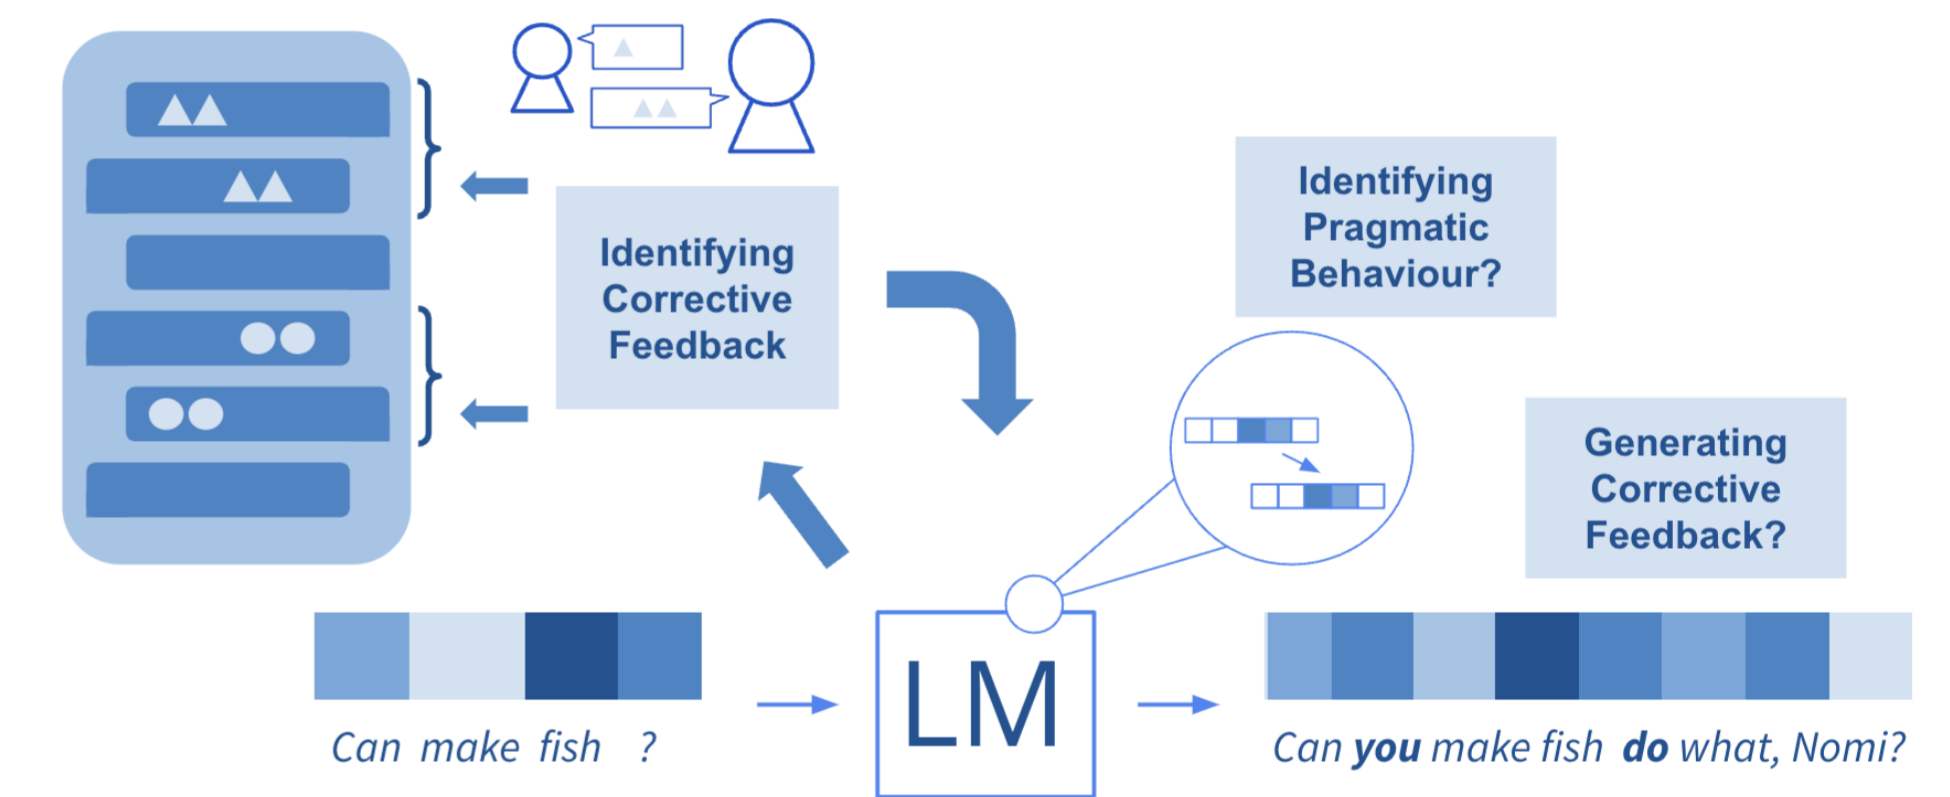 Identifying
Corrective
Feedback
Identifying
Pragmatic
Behaviour?
Generating
Corrective
Feedback?
Can make fish ?
LM
Can you make fish do what, Nomi?